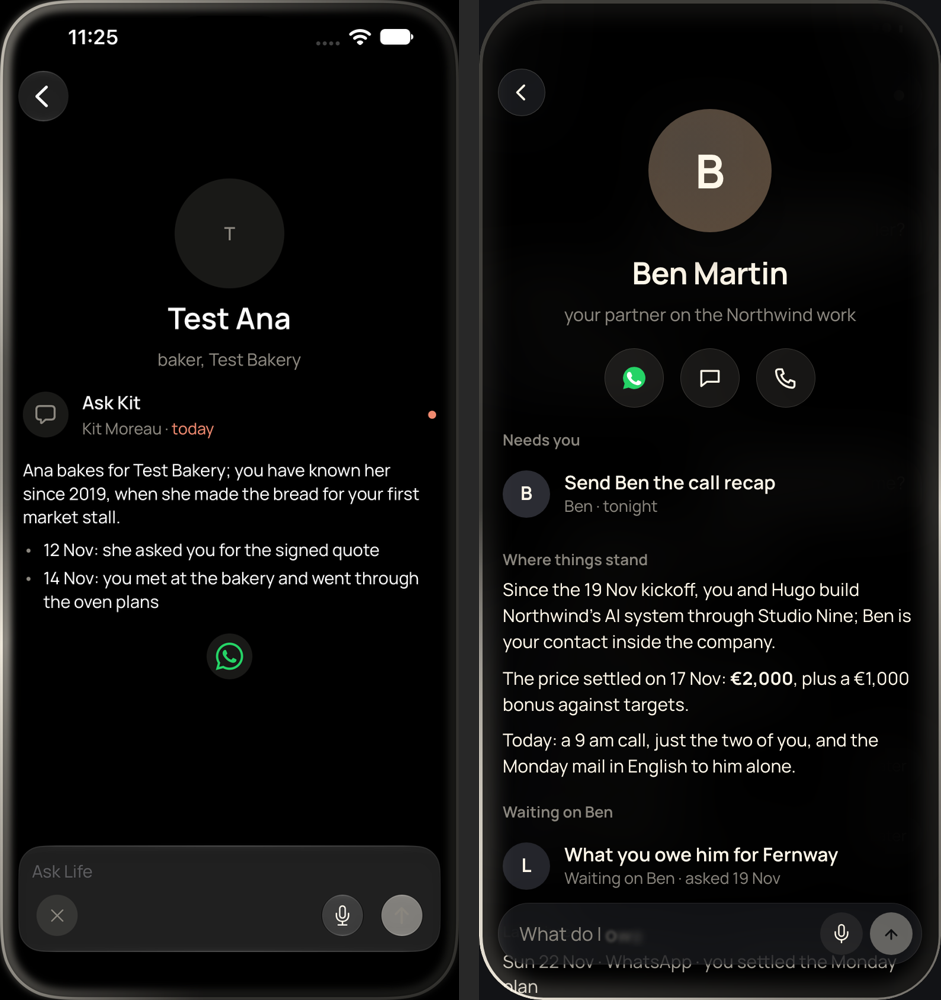 11:25
T
Test Ana
baker, Test Bakery
Ask Kit
Kit Moreau · today
Ana bakes for Test Bakery; you have known her
since 2019, when she made the bread for your first
market stall.
• 12 Nov: she asked you for the signed quote
• 14 Nov: you met at the bakery and went through
the oven plans
Ask Life
B
Ben Martin
your partner on the Northwind work
Needs you
B
Send Ben the call recap
Ben · tonight
Where things stand
Since the 19 Nov kickoff, you and Hugo build
Northwind's AI system through Studio Nine; Ben is
your contact inside the company.
The price settled on 17 Nov: €2,000, plus a €1,000
bonus against targets.
Today: a 9 am call, just the two of you, and the
Monday mail in English to him alone.
Waiting on Ben
L
What you owe him for Fernway
Waiting on Ben · asked 19 Nov
What do I
Sun 22 Nov · WhatsApp · you settled the Monday
plan